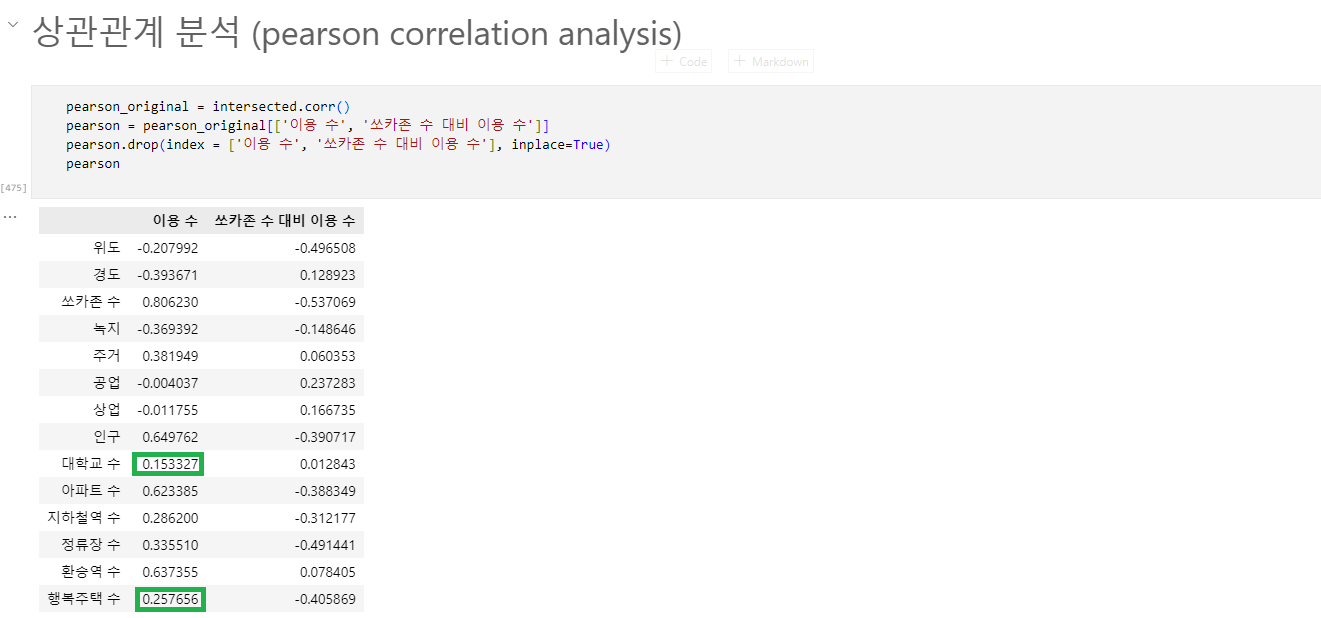 상관관계 분석 (pearson correlation analysis)
+ Code + Markdown
pearson_original = intersected.corr()
pearson = pearson_original[['이용 수', '쏘카존 수 대비 이용 수']]
pearson.drop(index = ['이용 수', '쏘카존 수 대비 이용 수'], inplace=True)
pearson
[475]
...
이용 수 쏘카존 수 대비 이용 수
위도 -0.207992 -0.496508
경도 -0.393671 0.128923
쏘카존 수 0.806230 -0.537069
녹지 -0.369392 -0.148646
주거 0.381949 0.060353
공업 -0.004037 0.237283
상업 -0.011755 0.166735
인구 0.649762 -0.390717
대학교 수 0.153327 0.012843
아파트 수 0.623385 -0.388349
지하철역 수 0.286200 -0.312177
정류장 수 0.335510 -0.491441
환승역 수 0.637355 0.078405
행복주택 수 0.257656 -0.405869